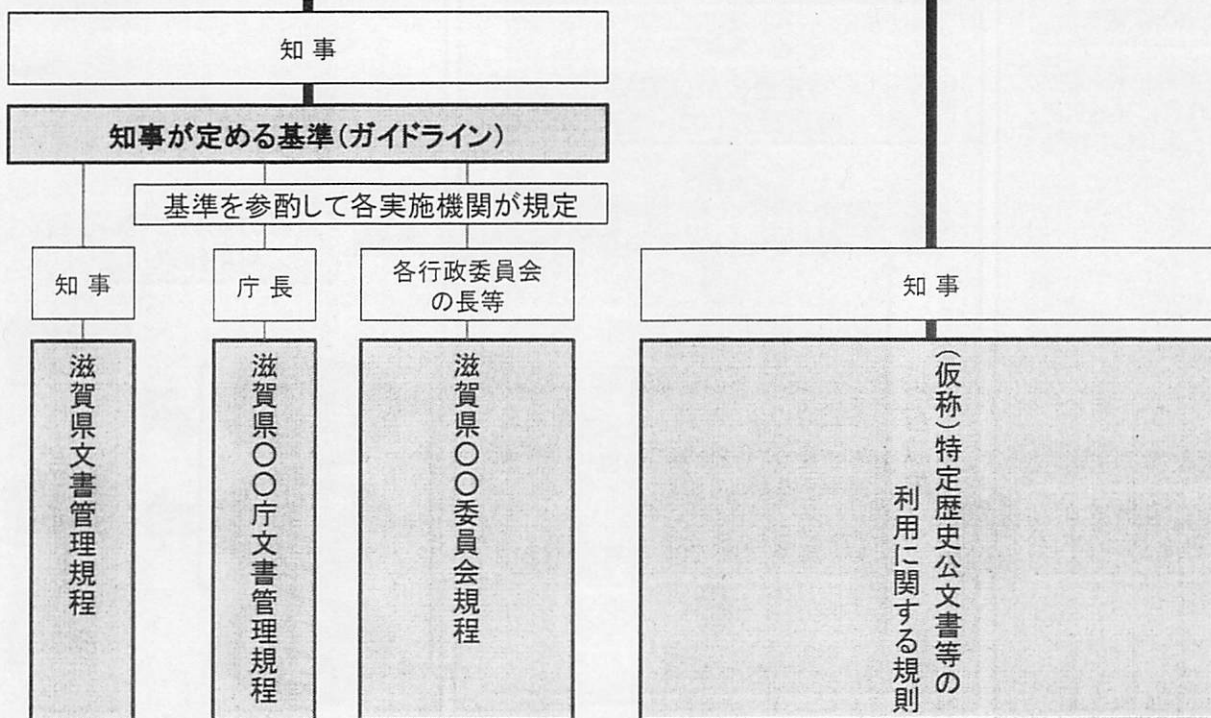 知事
知事が定める基準(ガイドライン)
基準を参酌して各実施機関が規定
知事
庁長
各行政委員会
の長等
滋賀県文書管理規程
滋賀県〇〇庁文書管理規程
滋賀県〇〇委員会規程
知事
(仮称)特定歴史公文書等の
利用に関する規則